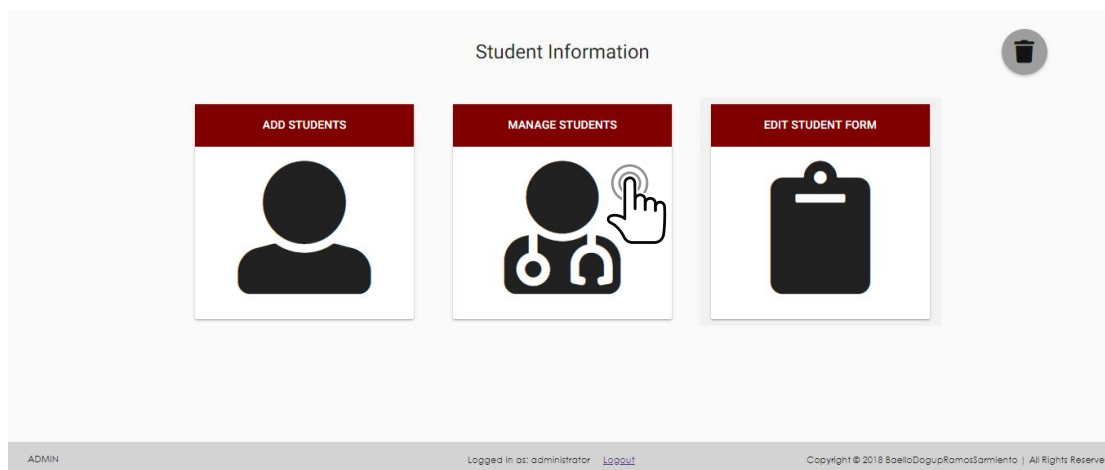 Student Information
ADD STUDENTS
MANAGE STUDENTS
EDIT STUDENT FORM
ADMIN
Logged in as: administrator Logout
Copyright © 2018 BaelloDogupRamosSarmiento | All Rights Reserve